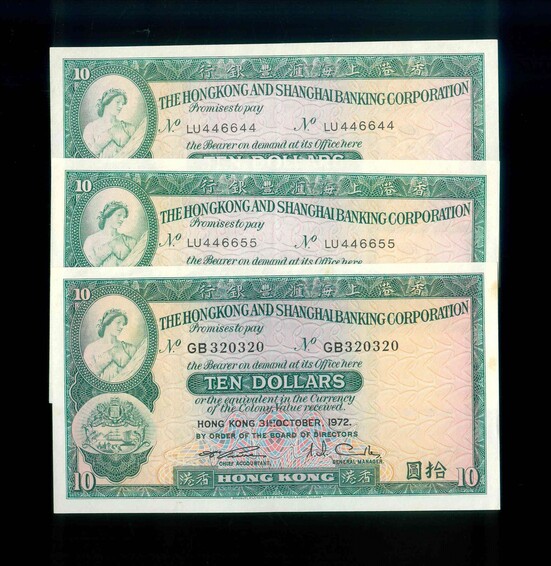 10
行銀豐滙海上港香
THE HONGKONG AND SHANGHAI BANKING CORPORATION
Promises to pay
No LU446644 No LU446644
the Bearer on demand at its Office here
TEN DOLLARS
10
行銀豐滙海上港香
THE HONGKONG AND SHANGHAI BANKING CORPORATION
Promises to pay
No LU446655 No LU446655
the Bearer on demand at its Office here
10
行銀豐滙海上港香
THE HONGKONG AND SHANGHAI BANKING CORPORATION
Promises to pay
No GB320320 No GB320320
the Bearer on demand at its Office here
TEN DOLLARS
or the equivalent in the Currency
of the Colony, Value received.
HONG KONG 31ST OCTOBER, 1972.
BY ORDER OF THE BOARD OF DIRECTORS
CHIEF ACCOUNTANT GENERAL MANAGER
圓拾
10 港香 HONG KONG 港香 10